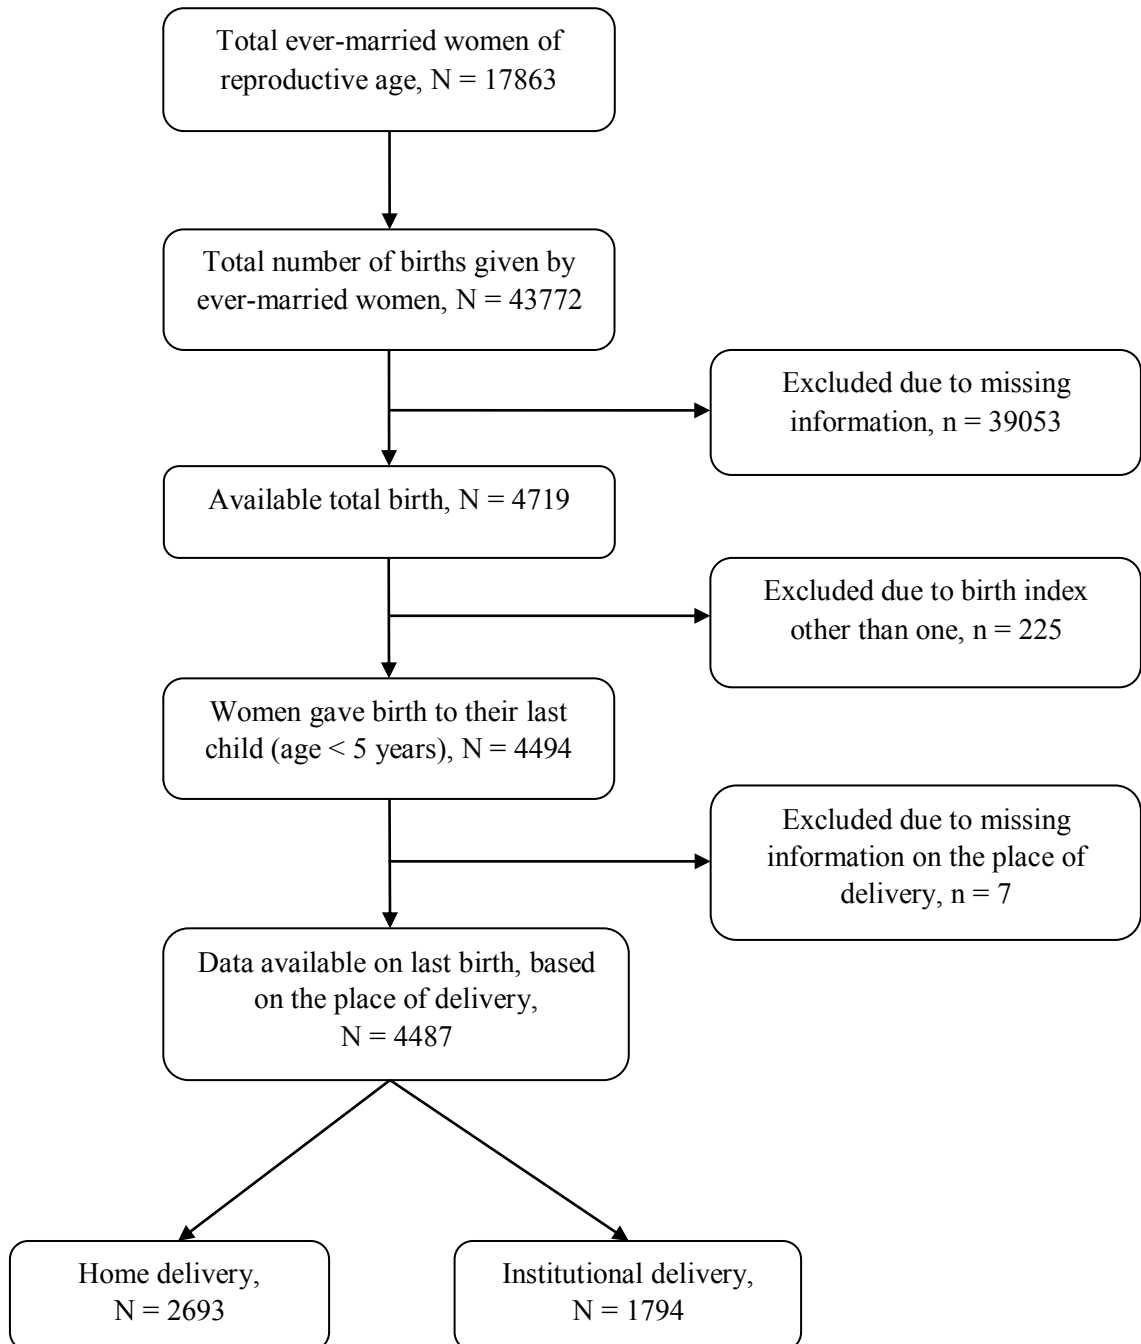 Total ever-married women of
reproductive age, N = 17863
Total number of births given by
ever-married women, N = 43772
Excluded due to missing
information, n = 39053
Available total birth, N = 4719
Excluded due to birth index
other than one, n = 225
Women gave birth to their last
child (age < 5 years), N = 4494
Excluded due to missing
information on the place of
delivery, n = 7
Data available on last birth, based
on the place of delivery,
N = 4487
Home delivery,
N = 2693
Institutional delivery,
N = 1794